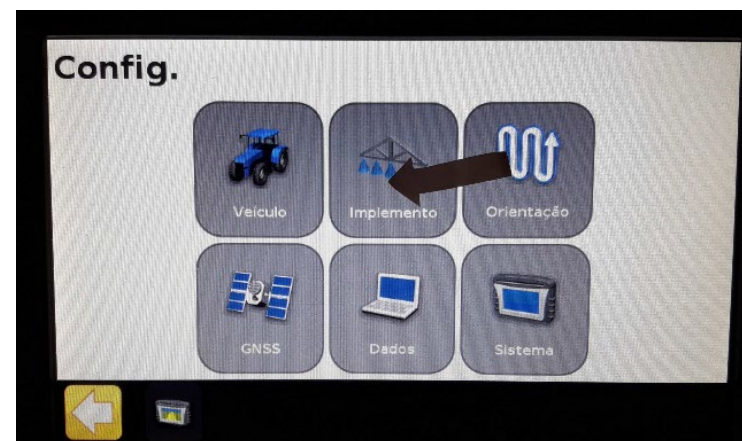 Config.
Veículo
Implemento
Orientação
GNSS
Dados
Sistema